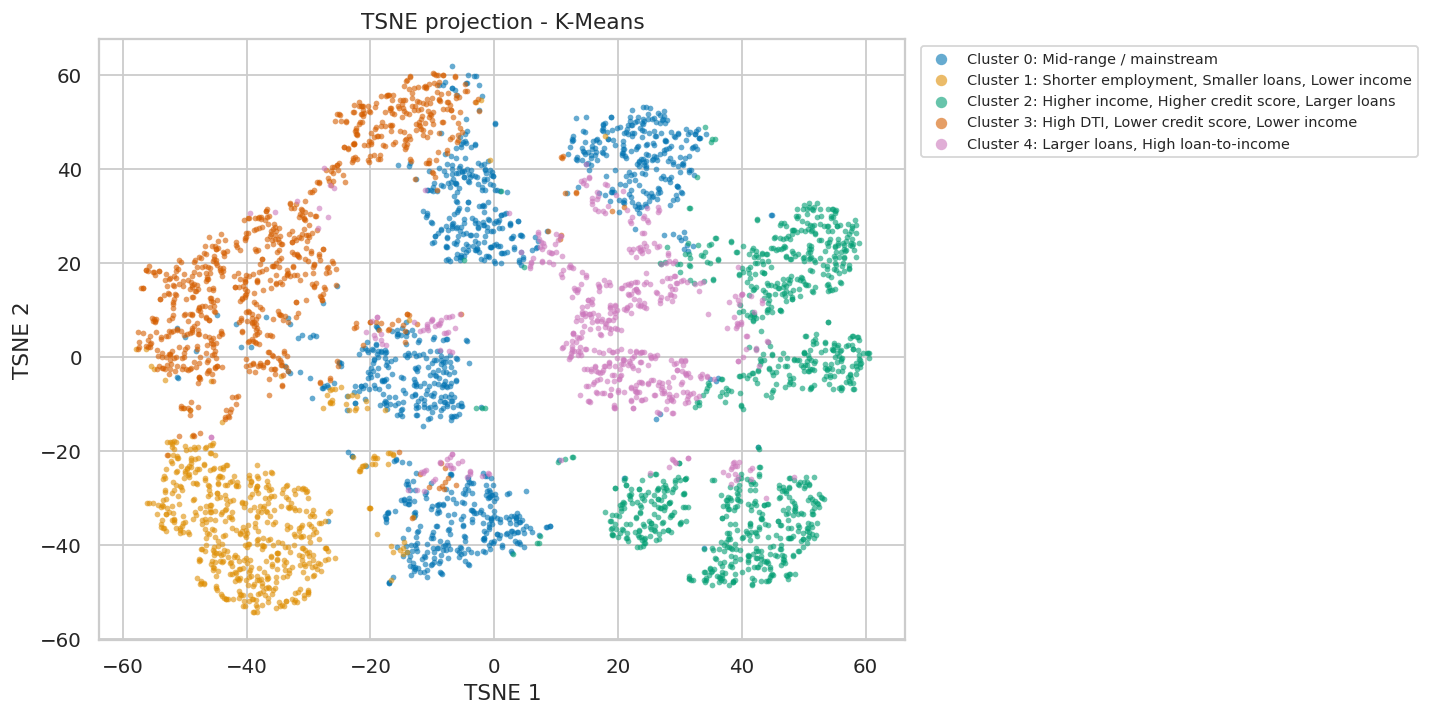 TSNE projection - K-Means
Cluster 0: Mid-range / mainstream
Cluster 1: Shorter employment, Smaller loans, Lower income
Cluster 2: Higher income, Higher credit score, Larger loans
Cluster 3: High DTI, Lower credit score, Lower income
Cluster 4: Larger loans, High loan-to-income
TSNE 2
60
40
20
0
−20
−40
−60
−60 −40 −20 0 20 40 60
TSNE 1